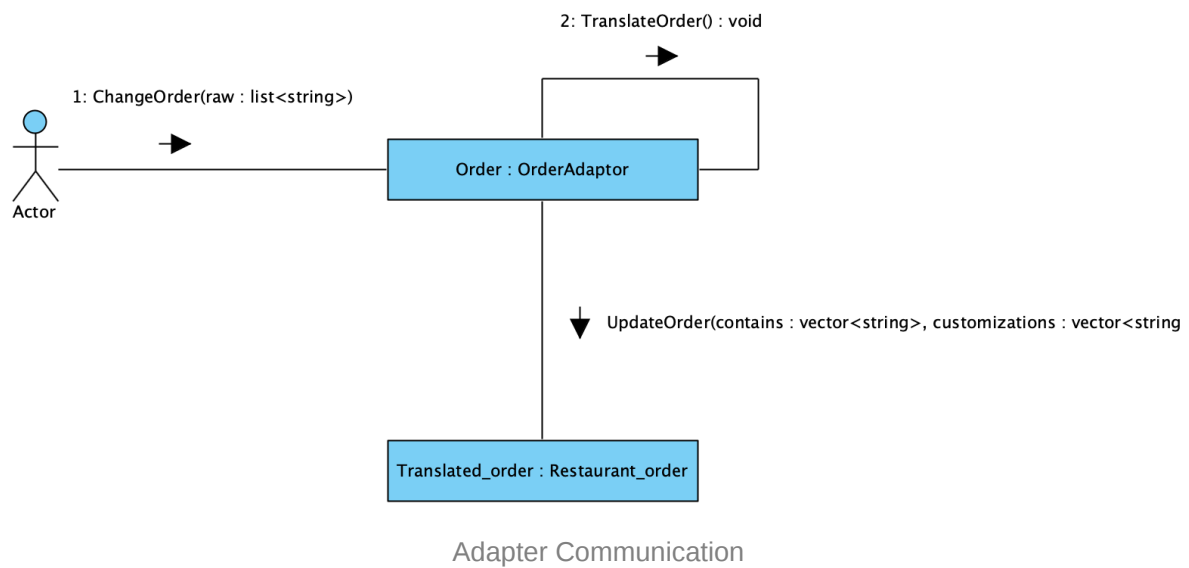 2: TranslateOrder() : void
1: ChangeOrder(raw : list<string>)
Order : OrderAdaptor
Actor
UpdateOrder(contains : vector<string>, customizations : vector<string
Translated_order : Restaurant_order
Adapter Communication